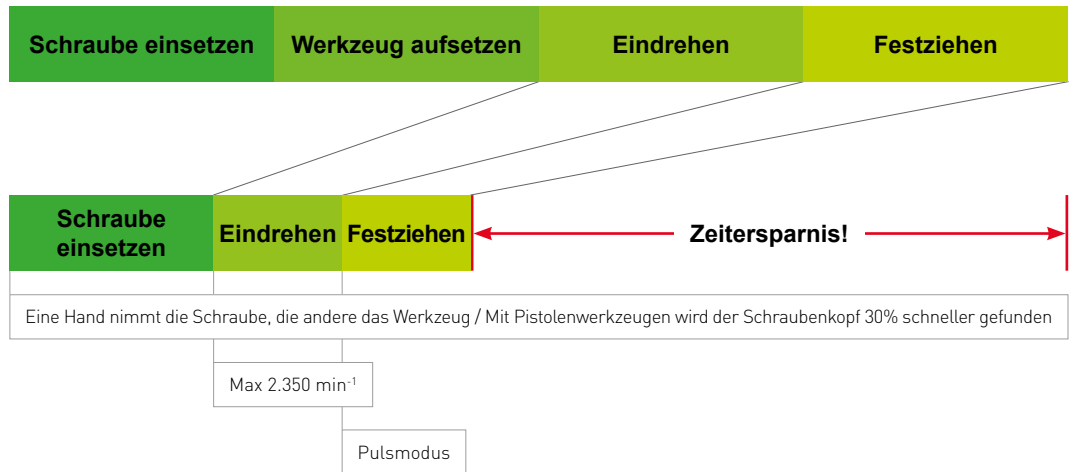 Schraube einsetzen Werkzeug aufsetzen Eindrehen Festziehen
Schraube
einsetzen
Eindrehen Festziehen Zeitersparnis!
Eine Hand nimmt die Schraube, die andere das Werkzeug / Mit Pistolenwerkzeugen wird der Schraubenkopf 30% schneller gefunden
Max 2.350 min⁻¹
Pulsmodus